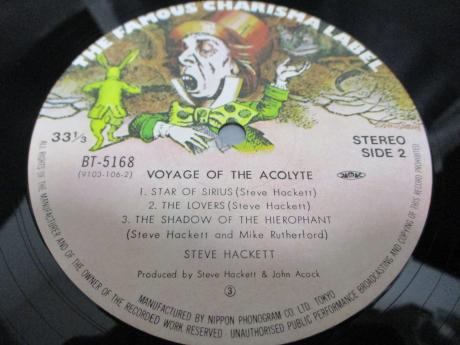 THE FAMOUS CHARISMA LABEL
33 1/3
STEREO
SIDE 2
BT-5168
(9103-106-2)
VOYAGE OF THE ACOLYTE
1. STAR OF SIRIUS (Steve Hackett)
2. THE LOVERS (Steve Hackett)
3. THE SHADOW OF THE HIEROPHANT
(Steve Hackett and Mike Rutherford)
STEVE HACKETT
Produced by Steve Hackett & John Acock
3
ALL RIGHTS OF THE MANUFACTURER AND OF THE OWNER OF THE RECORDED WORK RESERVED UNAUTHORISED PUBLIC PERFORMANCE BROADCASTING AND COPYING OF THIS RECORD PROHIBITED
MANUFACTURED BY NIPPON PHONOGRAM CO. LTD. TOKYO